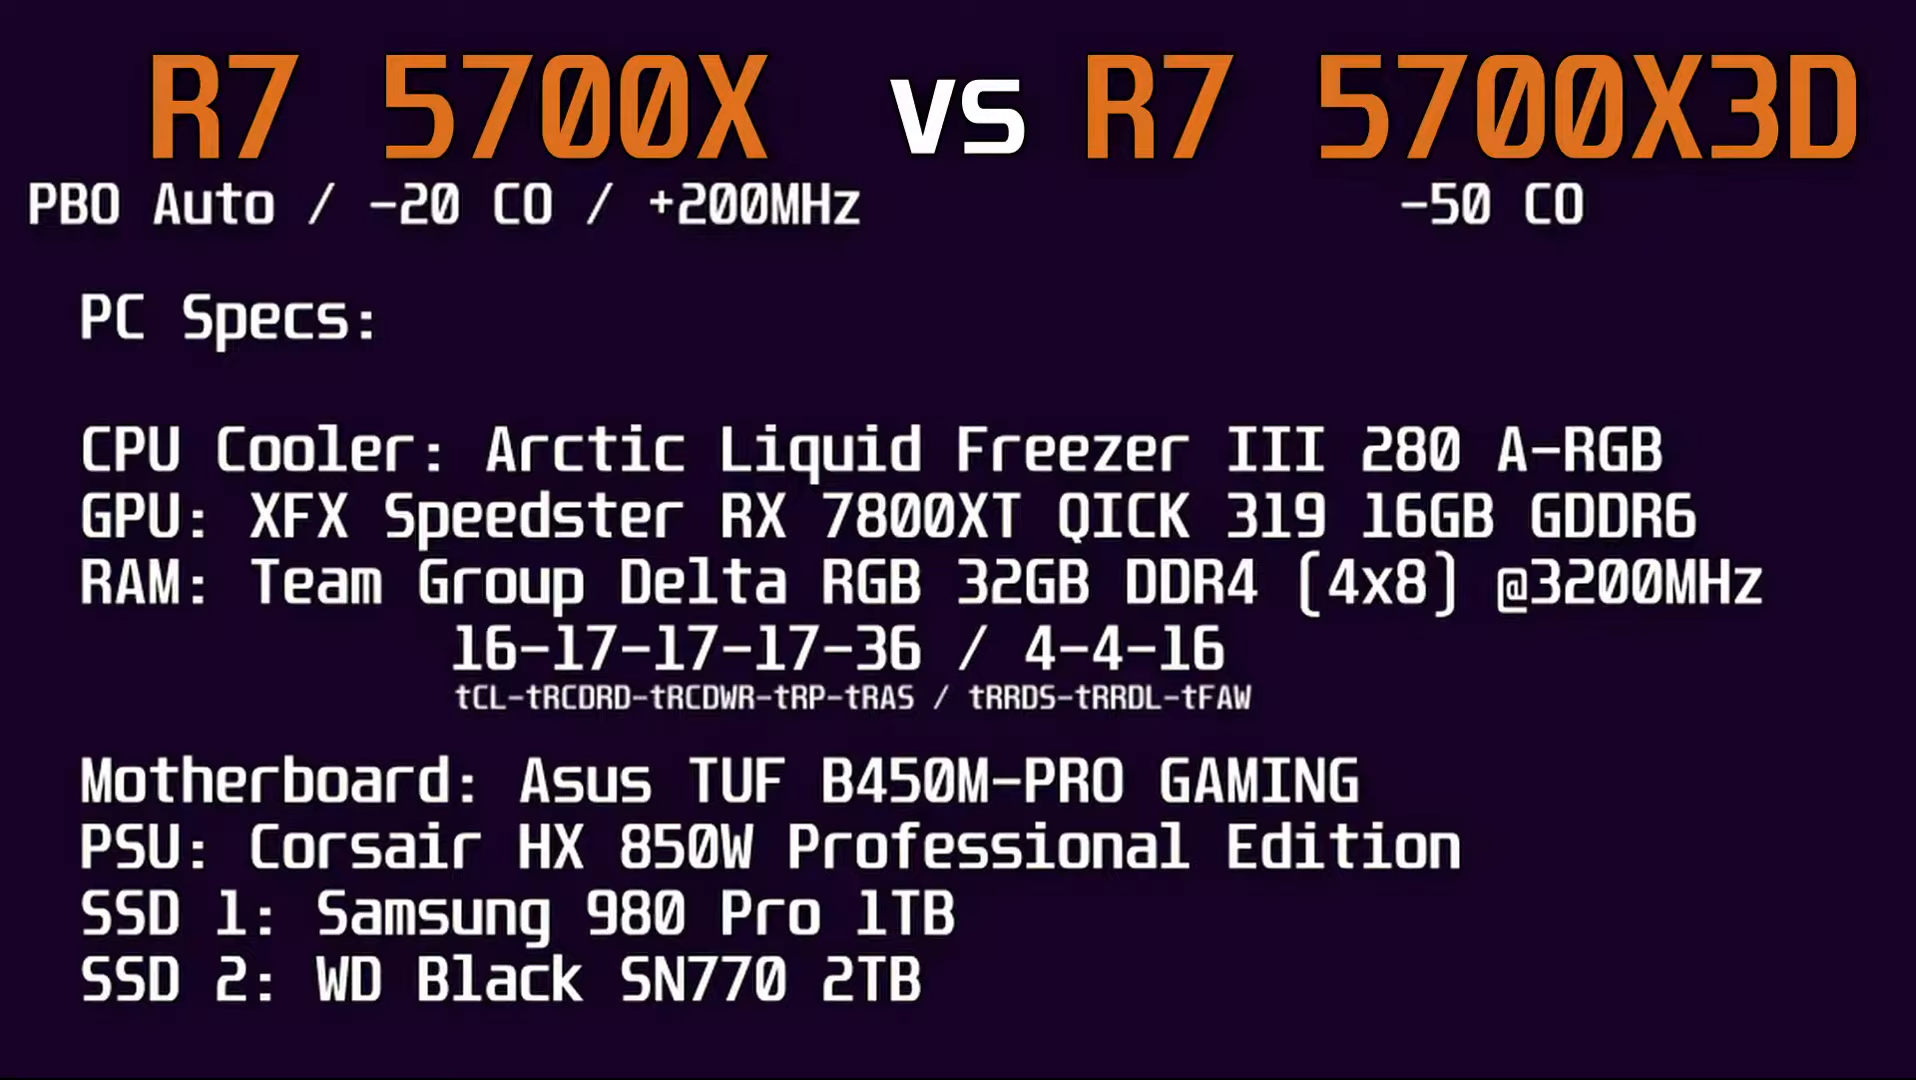 R7 5700X vs R7 5700X3D
PBO Auto / -20 CO / +200MHz
-50 CO
PC Specs:
CPU Cooler: Arctic Liquid Freezer III 280 A-RGB
GPU: XFX Speedster RX 7800XT QICK 319 16GB GDDR6
RAM: Team Group Delta RGB 32GB DDR4 (4x8) @3200MHz
16-17-17-17-36 / 4-4-16
tCL-tRCDRD-tRCDWR-tRP-tRAS / tRRDS-tRRDL-tFAW
Motherboard: Asus TUF B450M-PRO GAMING
PSU: Corsair HX 850W Professional Edition
SSD 1: Samsung 980 Pro 1TB
SSD 2: WD Black SN770 2TB